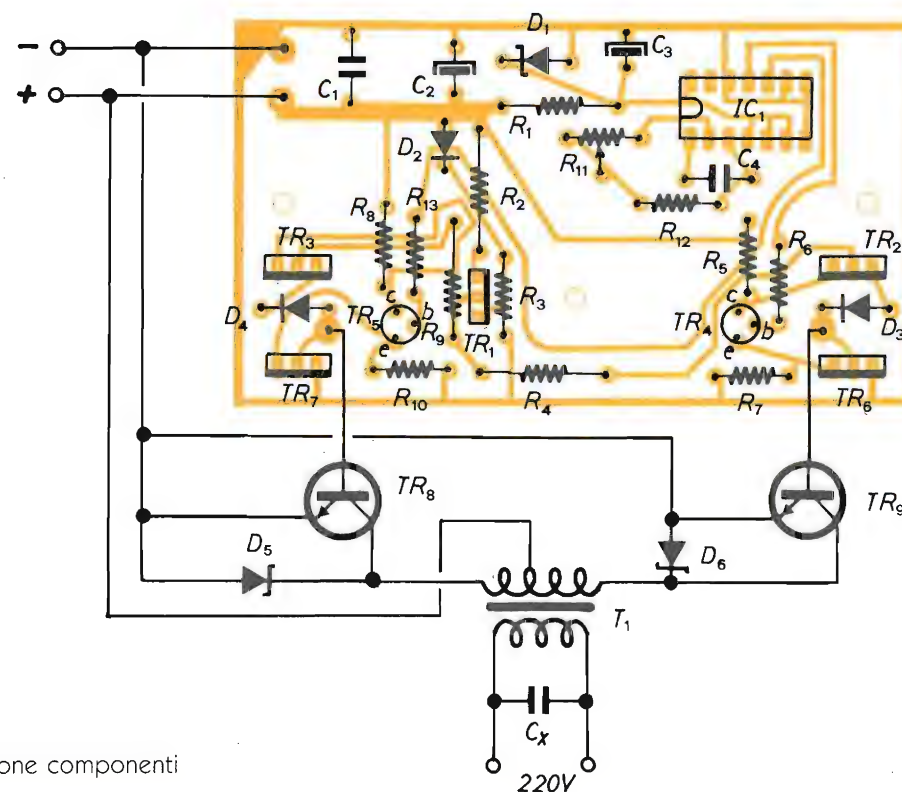 −
+
C1
C2
D1
C3
R1
IC1
D2
R11
C4
R2
R8
R13
R12
R5
R6
TR3
TR2
D4
TR5
c
b
e
R9
TR1
R3
TR4
c
b
e
D3
TR7
R10
R4
R7
TR6
TR8
TR9
D5
D6
T1
Cx
one componenti
220V